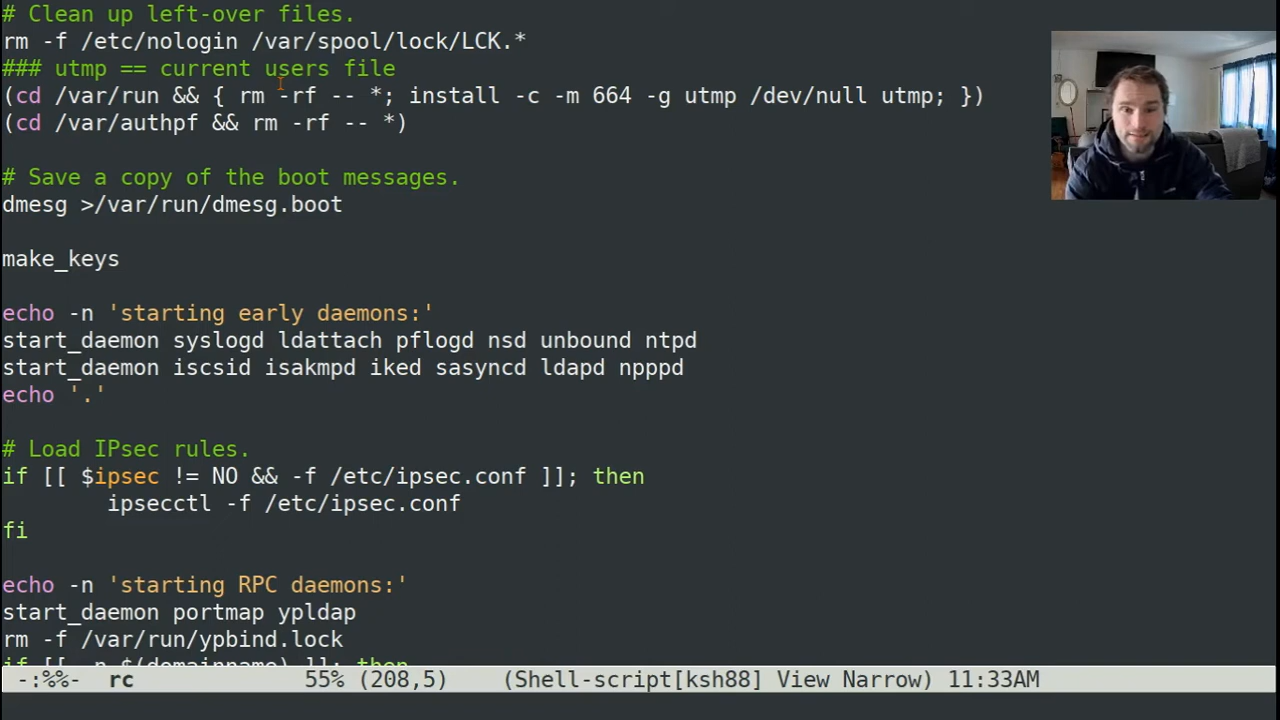 # Clean up left-over files.
rm -f /etc/nologin /var/spool/lock/LCK.*
### utmp == current users file
(cd /var/run && { rm -rf -- *; install -c -m 664 -g utmp /dev/null utmp; })
(cd /var/authpf && rm -rf -- *)
# Save a copy of the boot messages.
dmesg >/var/run/dmesg.boot
make_keys
echo -n 'starting early daemons:'
start_daemon syslogd ldattach pflogd nsd unbound ntpd
start_daemon iscsid isakmpd iked sasyncd ldapd npppd
echo '.'
# Load IPsec rules.
if [[ $ipsec != NO && -f /etc/ipsec.conf ]]; then
        ipsecctl -f /etc/ipsec.conf
fi
echo -n 'starting RPC daemons:'
start_daemon portmap ypldap
rm -f /var/run/ypbind.lock
if [[ -n $(domainname) ]]; then
-:%%-  rc             55% (208,5)    (Shell-script[ksh88] View Narrow) 11:33AM